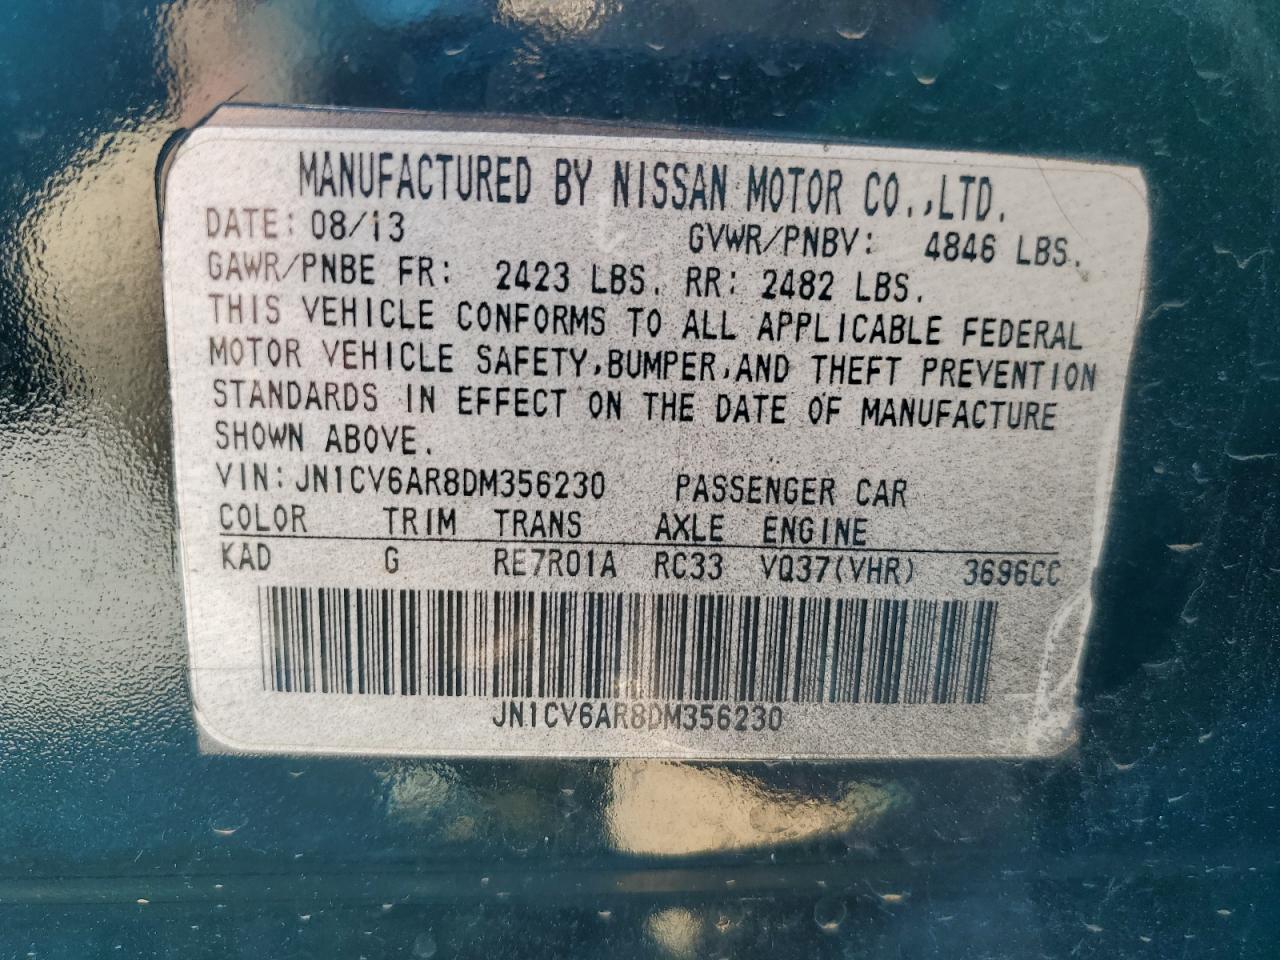 MANUFACTURED BY NISSAN MOTOR CO.,LTD.
DATE: 08/13 GVWR/PNBV: 4846 LBS.
GAWR/PNBE FR: 2423 LBS. RR: 2482 LBS.
THIS VEHICLE CONFORMS TO ALL APPLICABLE FEDERAL
MOTOR VEHICLE SAFETY,BUMPER,AND THEFT PREVENTION
STANDARDS IN EFFECT ON THE DATE OF MANUFACTURE
SHOWN ABOVE.
VIN:JN1CV6AR8DM356230 PASSENGER CAR
COLOR TRIM TRANS AXLE ENGINE
KAD G RE7R01A RC33 VQ37(VHR) 3696CC
JN1CV6AR8DM356230